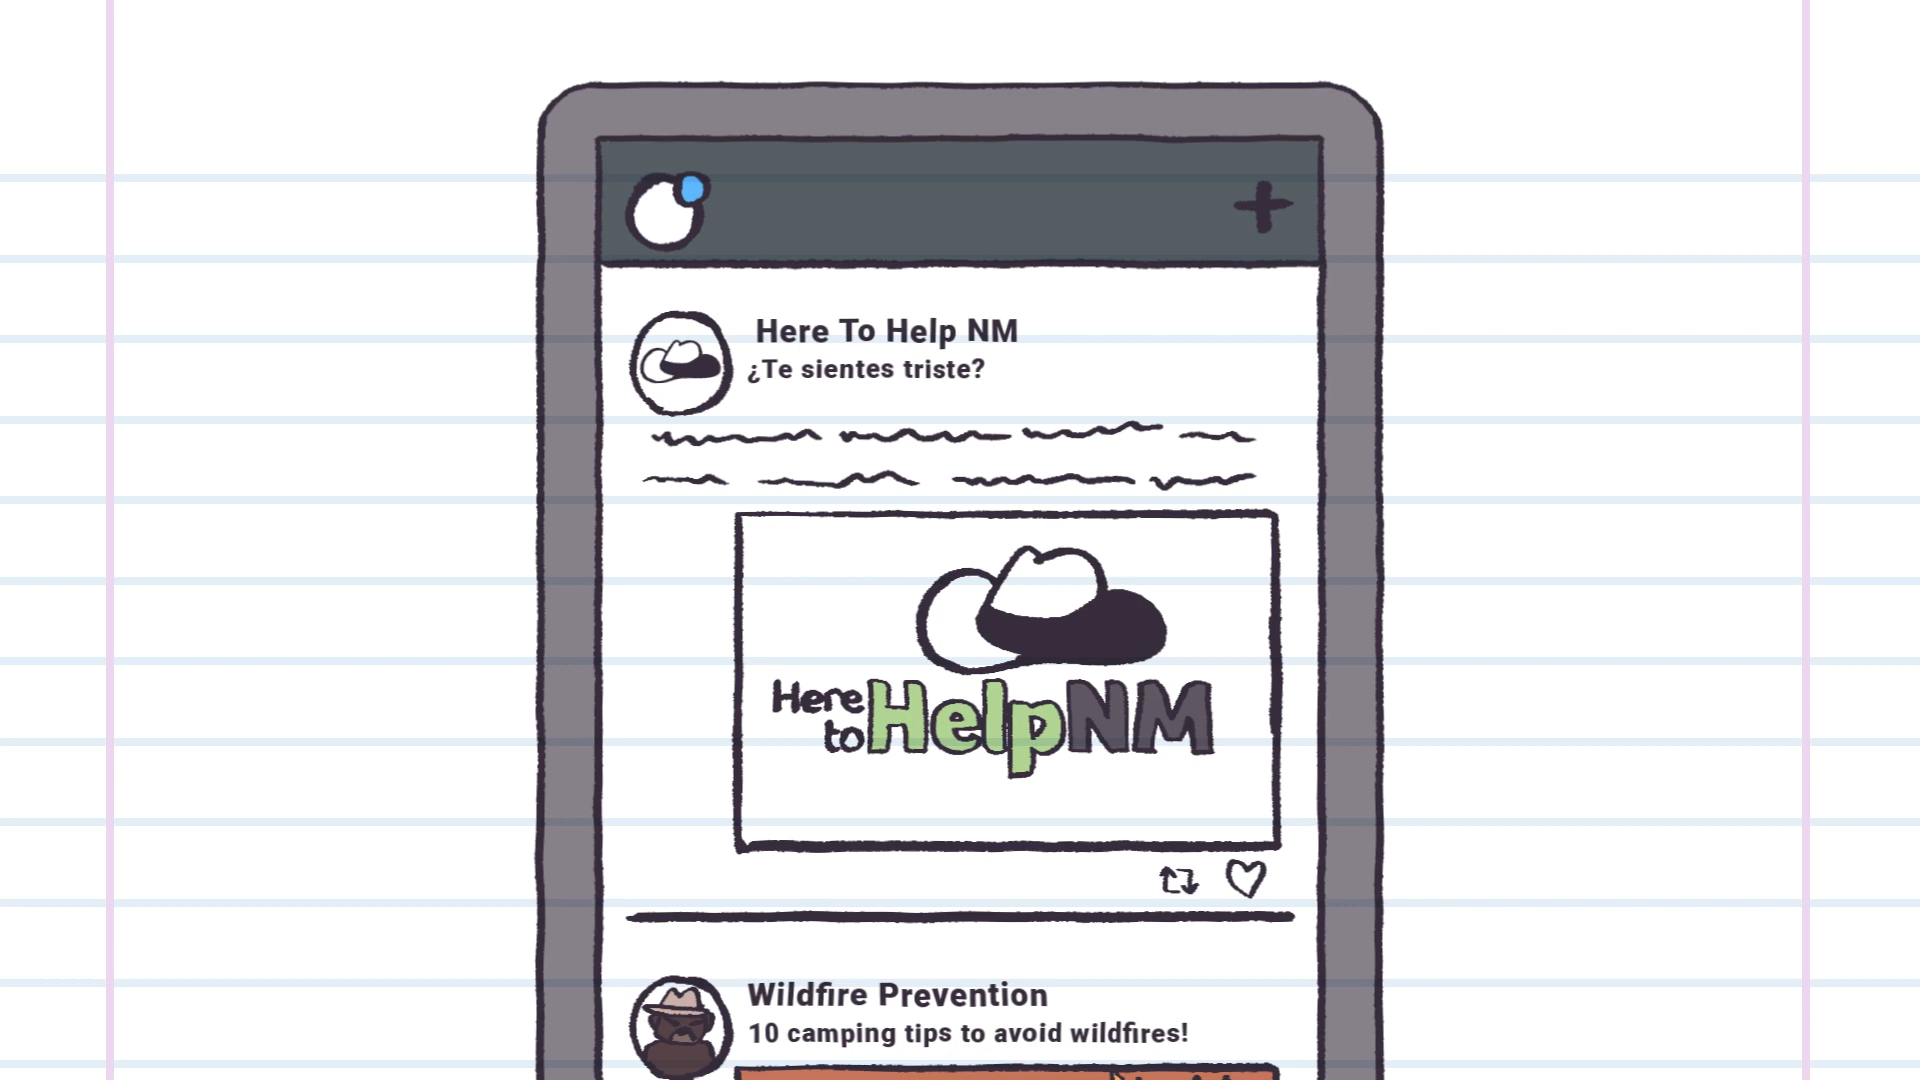 Here To Help NM
¿Te sientes triste?
Here
to HelpNM
Wildfire Prevention
10 camping tips to avoid wildfires!